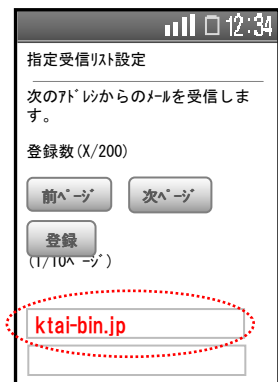 12:34
指定受信ﾘｽﾄ設定
次のｱﾄﾞﾚｽからのﾒｰﾙを受信しま
す。
登録数(X/200)
前ﾍﾟｰｼﾞ 次ﾍﾟｰｼﾞ
登録
(1/10ﾍﾟｰｼﾞ)
ktai-bin.jp